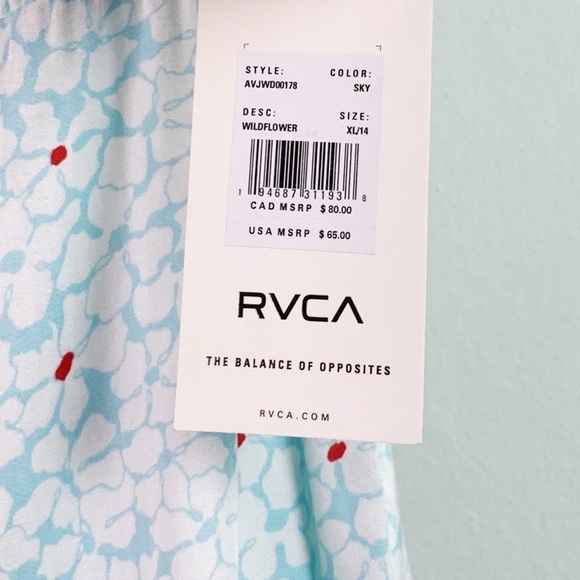 STYLE: COLOR:
AVJWD00178 SKY
DESC: SIZE:
WILDFLOWER XL/14
1 94687 31193 8
CAD MSRP $ 80.00
USA MSRP $ 65.00
RVCA
THE BALANCE OF OPPOSITES
RVCA.COM